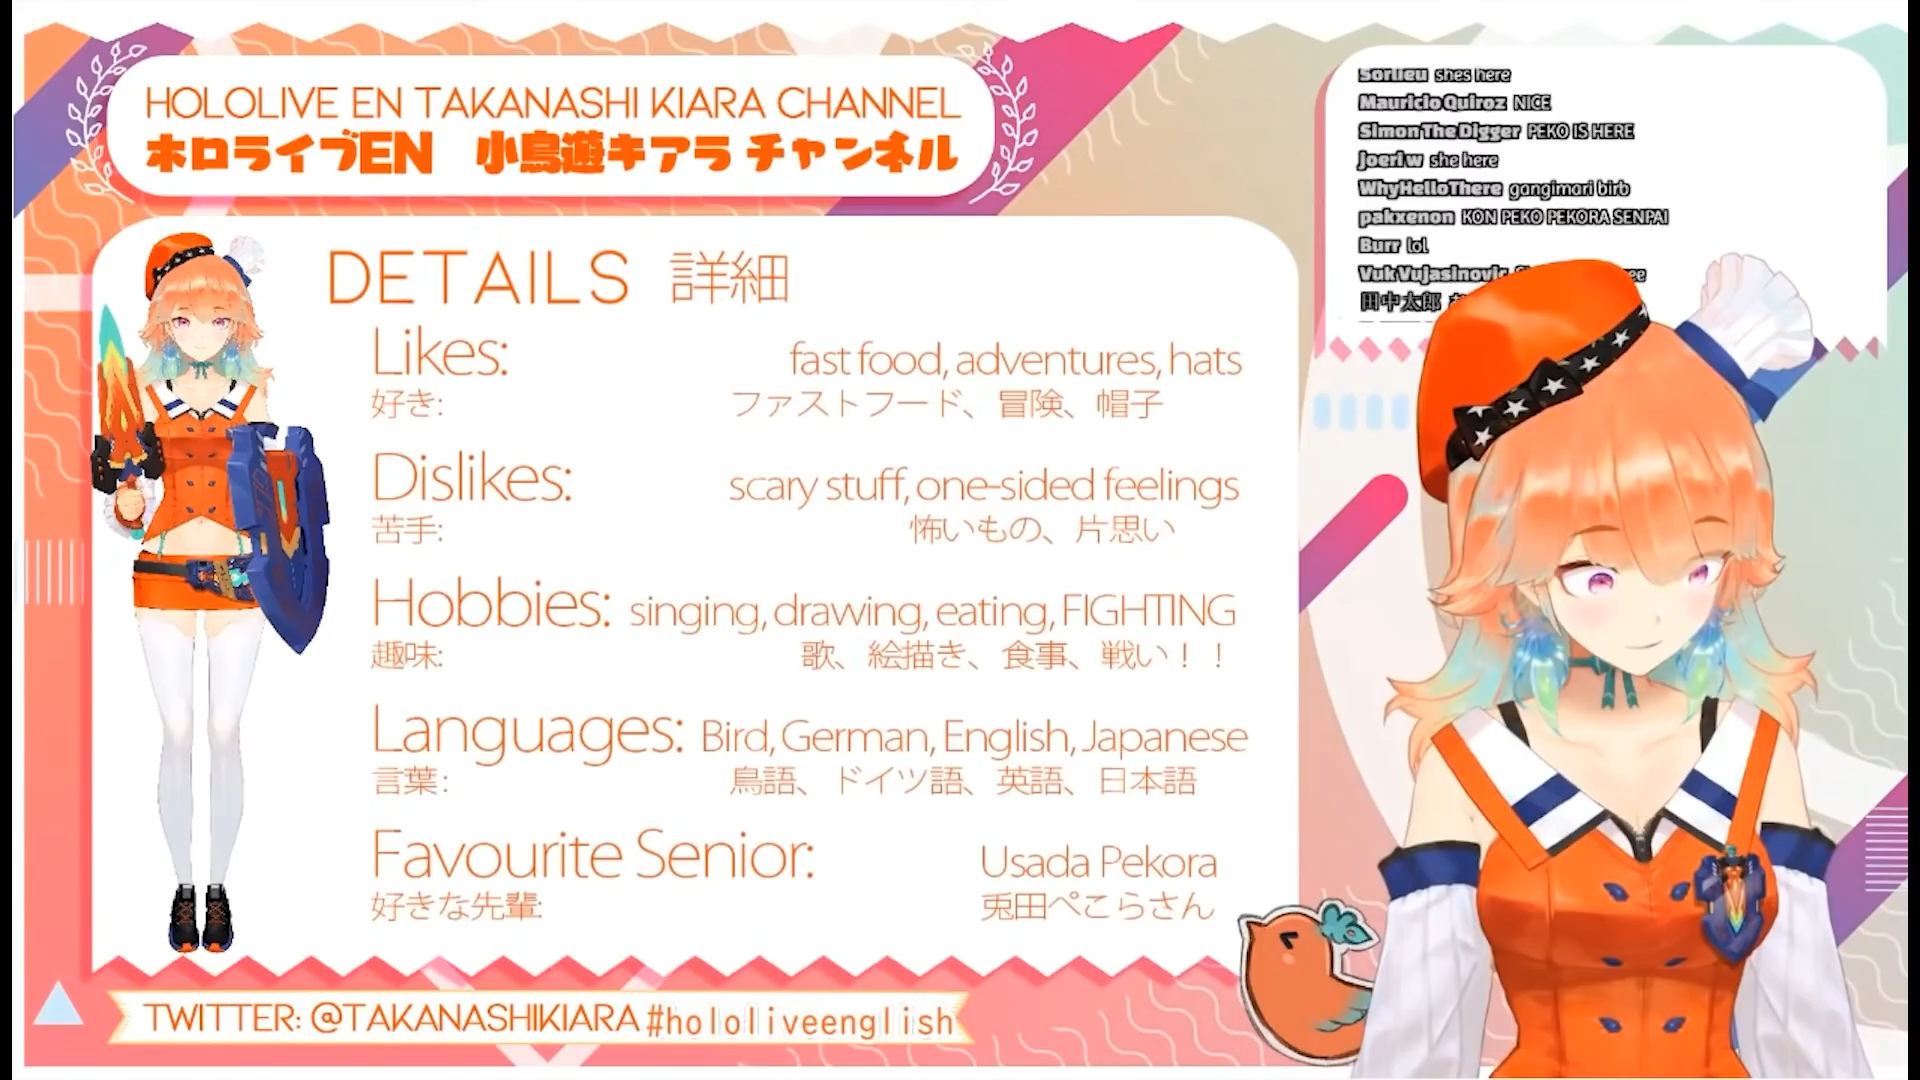 HOLOLIVE EN TAKANASHI KIARA CHANNEL
ホロライブEN 小鳥遊キアラ チャンネル
DETAILS 詳細
Likes: fast food, adventures, hats
好き: ファストフード、冒険、帽子
Dislikes: scary stuff, one-sided feelings
苦手: 怖いもの、片思い
Hobbies: singing, drawing, eating, FIGHTING
趣味: 歌、絵描き、食事、戦い！！
Languages: Bird, German, English, Japanese
言葉: 鳥語、ドイツ語、英語、日本語
Favourite Senior: Usada Pekora
好きな先輩: 兎田ぺこらさん
TWITTER: @TAKANASHIKIARA #hololiveenglish
Sorlieu shes here
Mauricio Quiroz NICE
SimonTheDigger PEKO IS HERE
Joeri w she here
WhyHelloThere gangimari birb
pakxenon KON PEKO PEKORA SENPAI
Burr lol
Vuk Vujasinovic
田中太郎